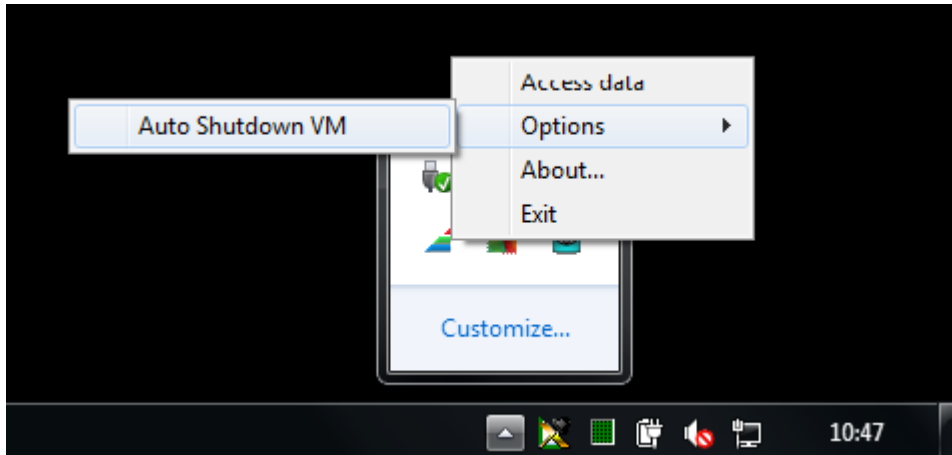 Access data
Auto Shutdown VM
Options
About...
Exit
Customize...
10:47